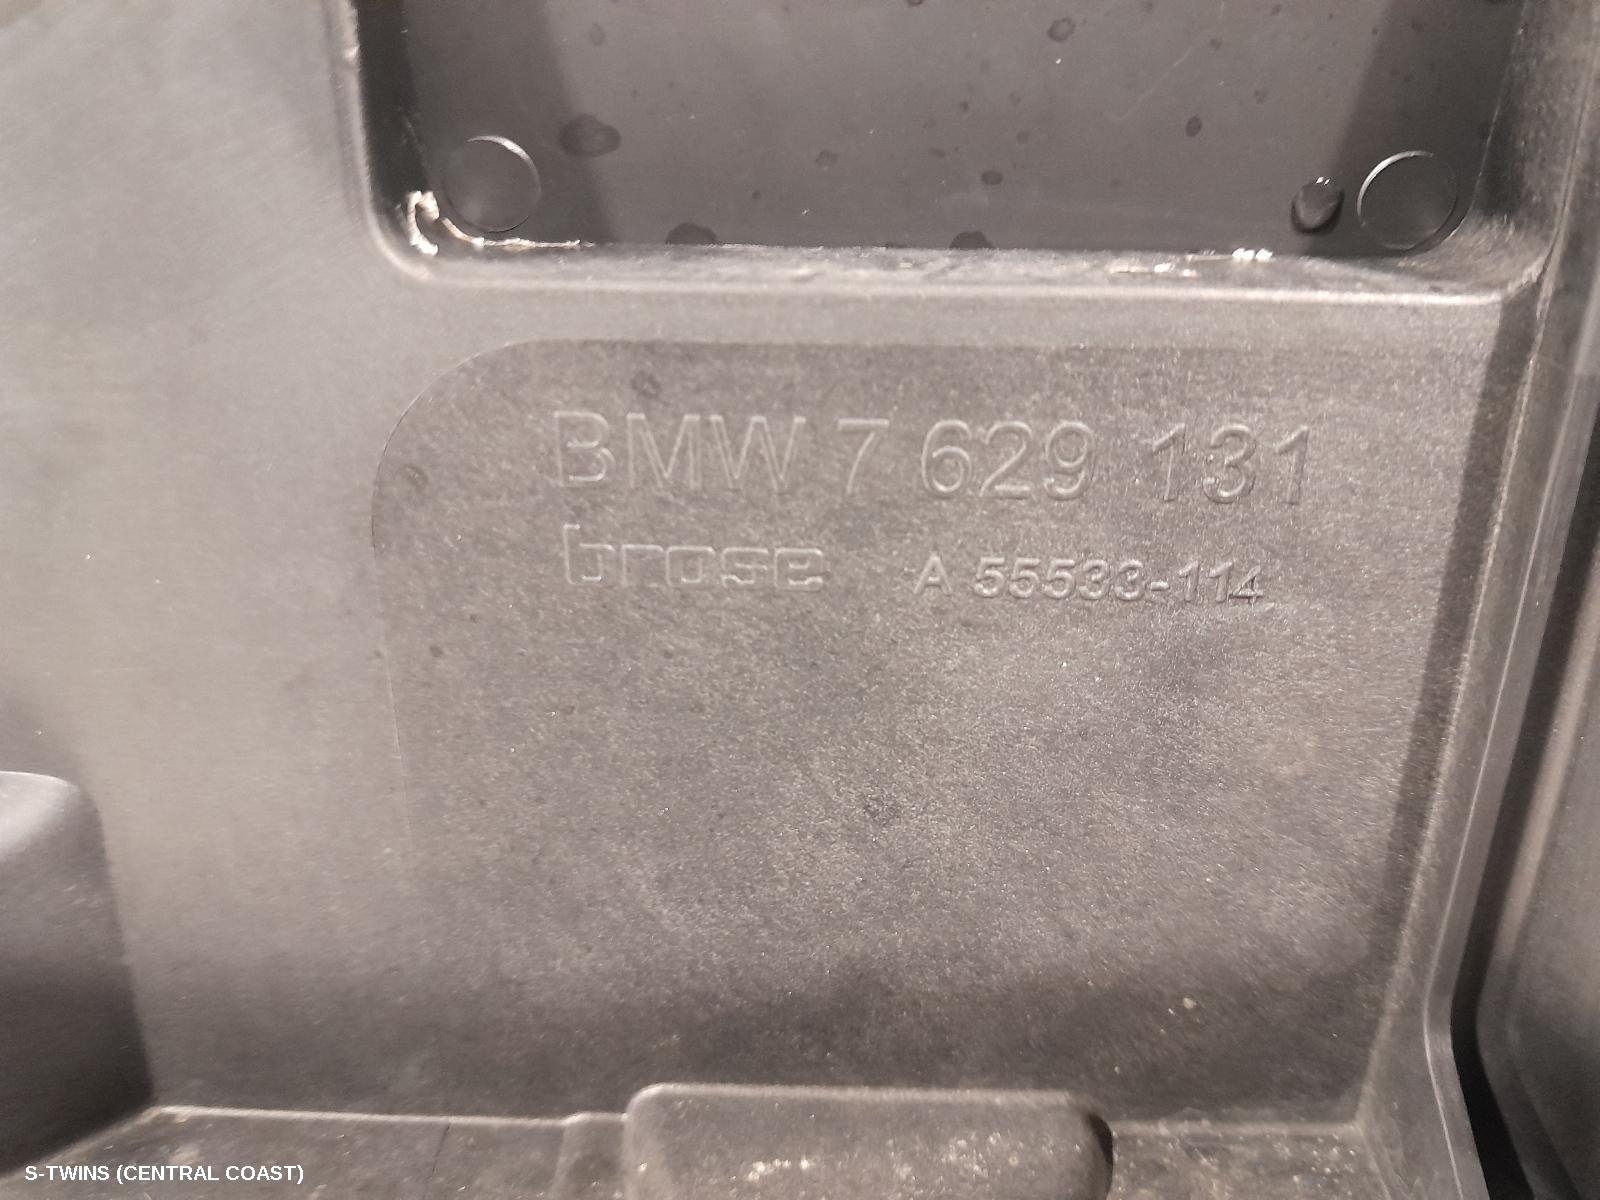 BMW 7 629 131
brose A 55533-114
S-TWINS (CENTRAL COAST)